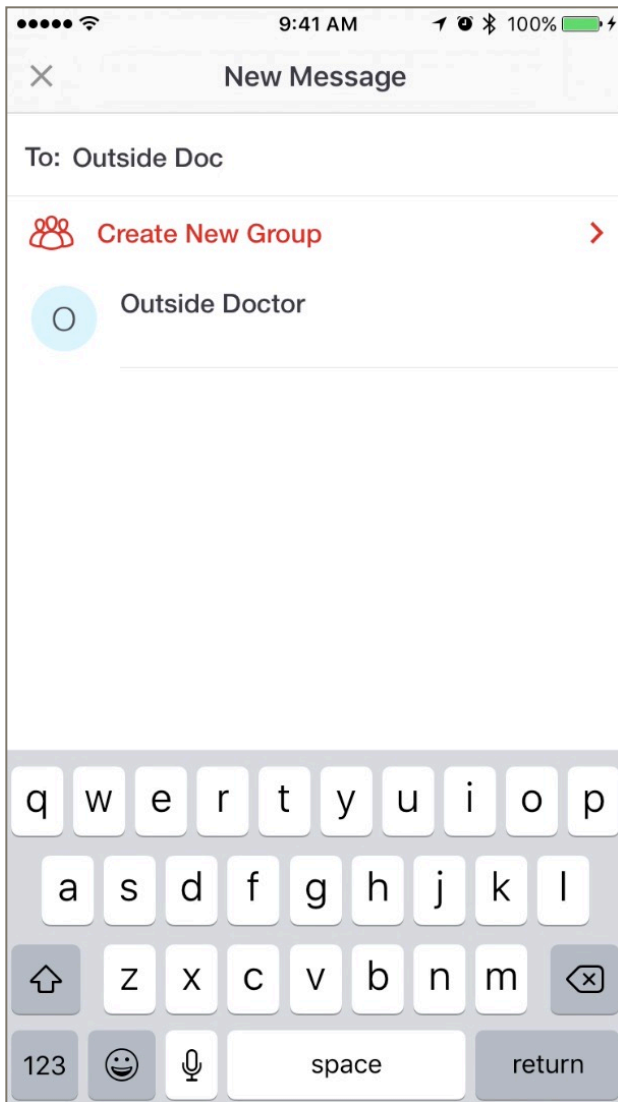 9:41 AM 100%
New Message
To: Outside Doc
Create New Group
O Outside Doctor
q w e r t y u i o p
a s d f g h j k l
z x c v b n m
123 space return